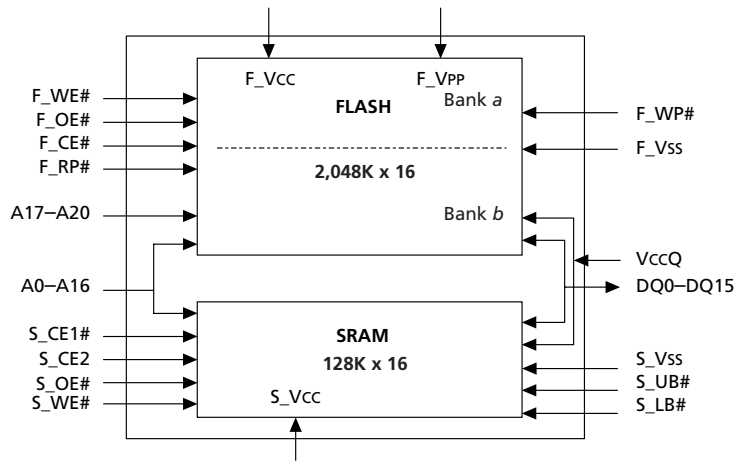 F_VCC
F_VPP
Bank a
FLASH
2,048K x 16
Bank b
F_WE#
F_OE#
F_CE#
F_RP#
A17–A20
A0–A16
S_CE1#
S_CE2
S_OE#
S_WE#
SRAM
128K x 16
S_VCC
F_WP#
F_VSS
VCCQ
DQ0–DQ15
S_VSS
S_UB#
S_LB#